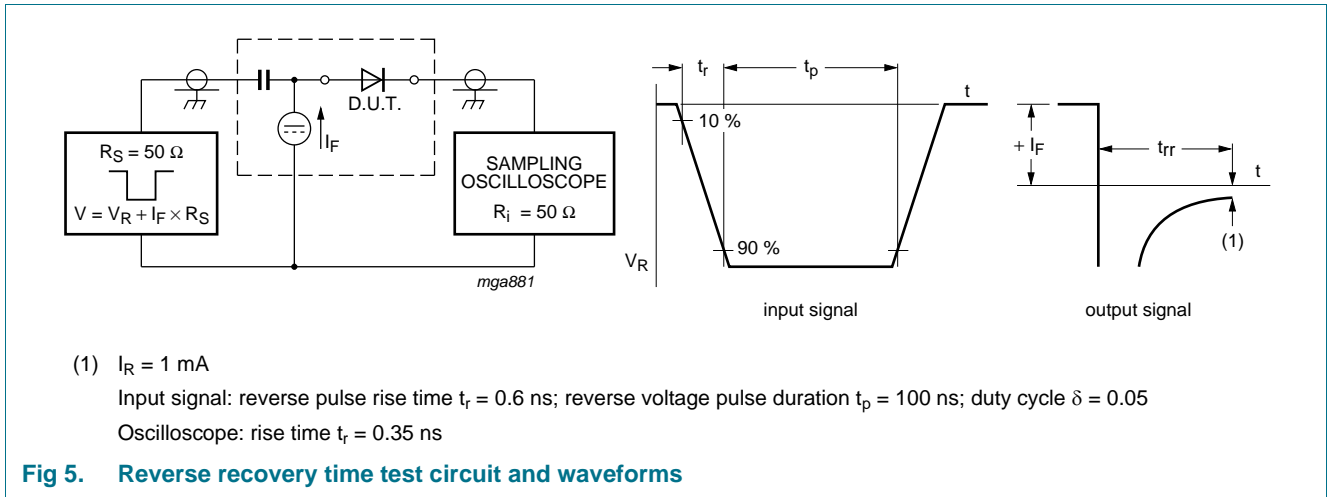 D.U.T.
I_F
R_S = 50 Ω
V = V_R + I_F × R_S
SAMPLING
OSCILLOSCOPE
R_i = 50 Ω
mga881
t_r
t_p
t
10 %
90 %
V_R
input signal
+ I_F
t_rr
t
(1)
output signal
(1) I_R = 1 mA
Input signal: reverse pulse rise time t_r = 0.6 ns; reverse voltage pulse duration t_p = 100 ns; duty cycle δ = 0.05
Oscilloscope: rise time t_r = 0.35 ns
Fig 5. Reverse recovery time test circuit and waveforms